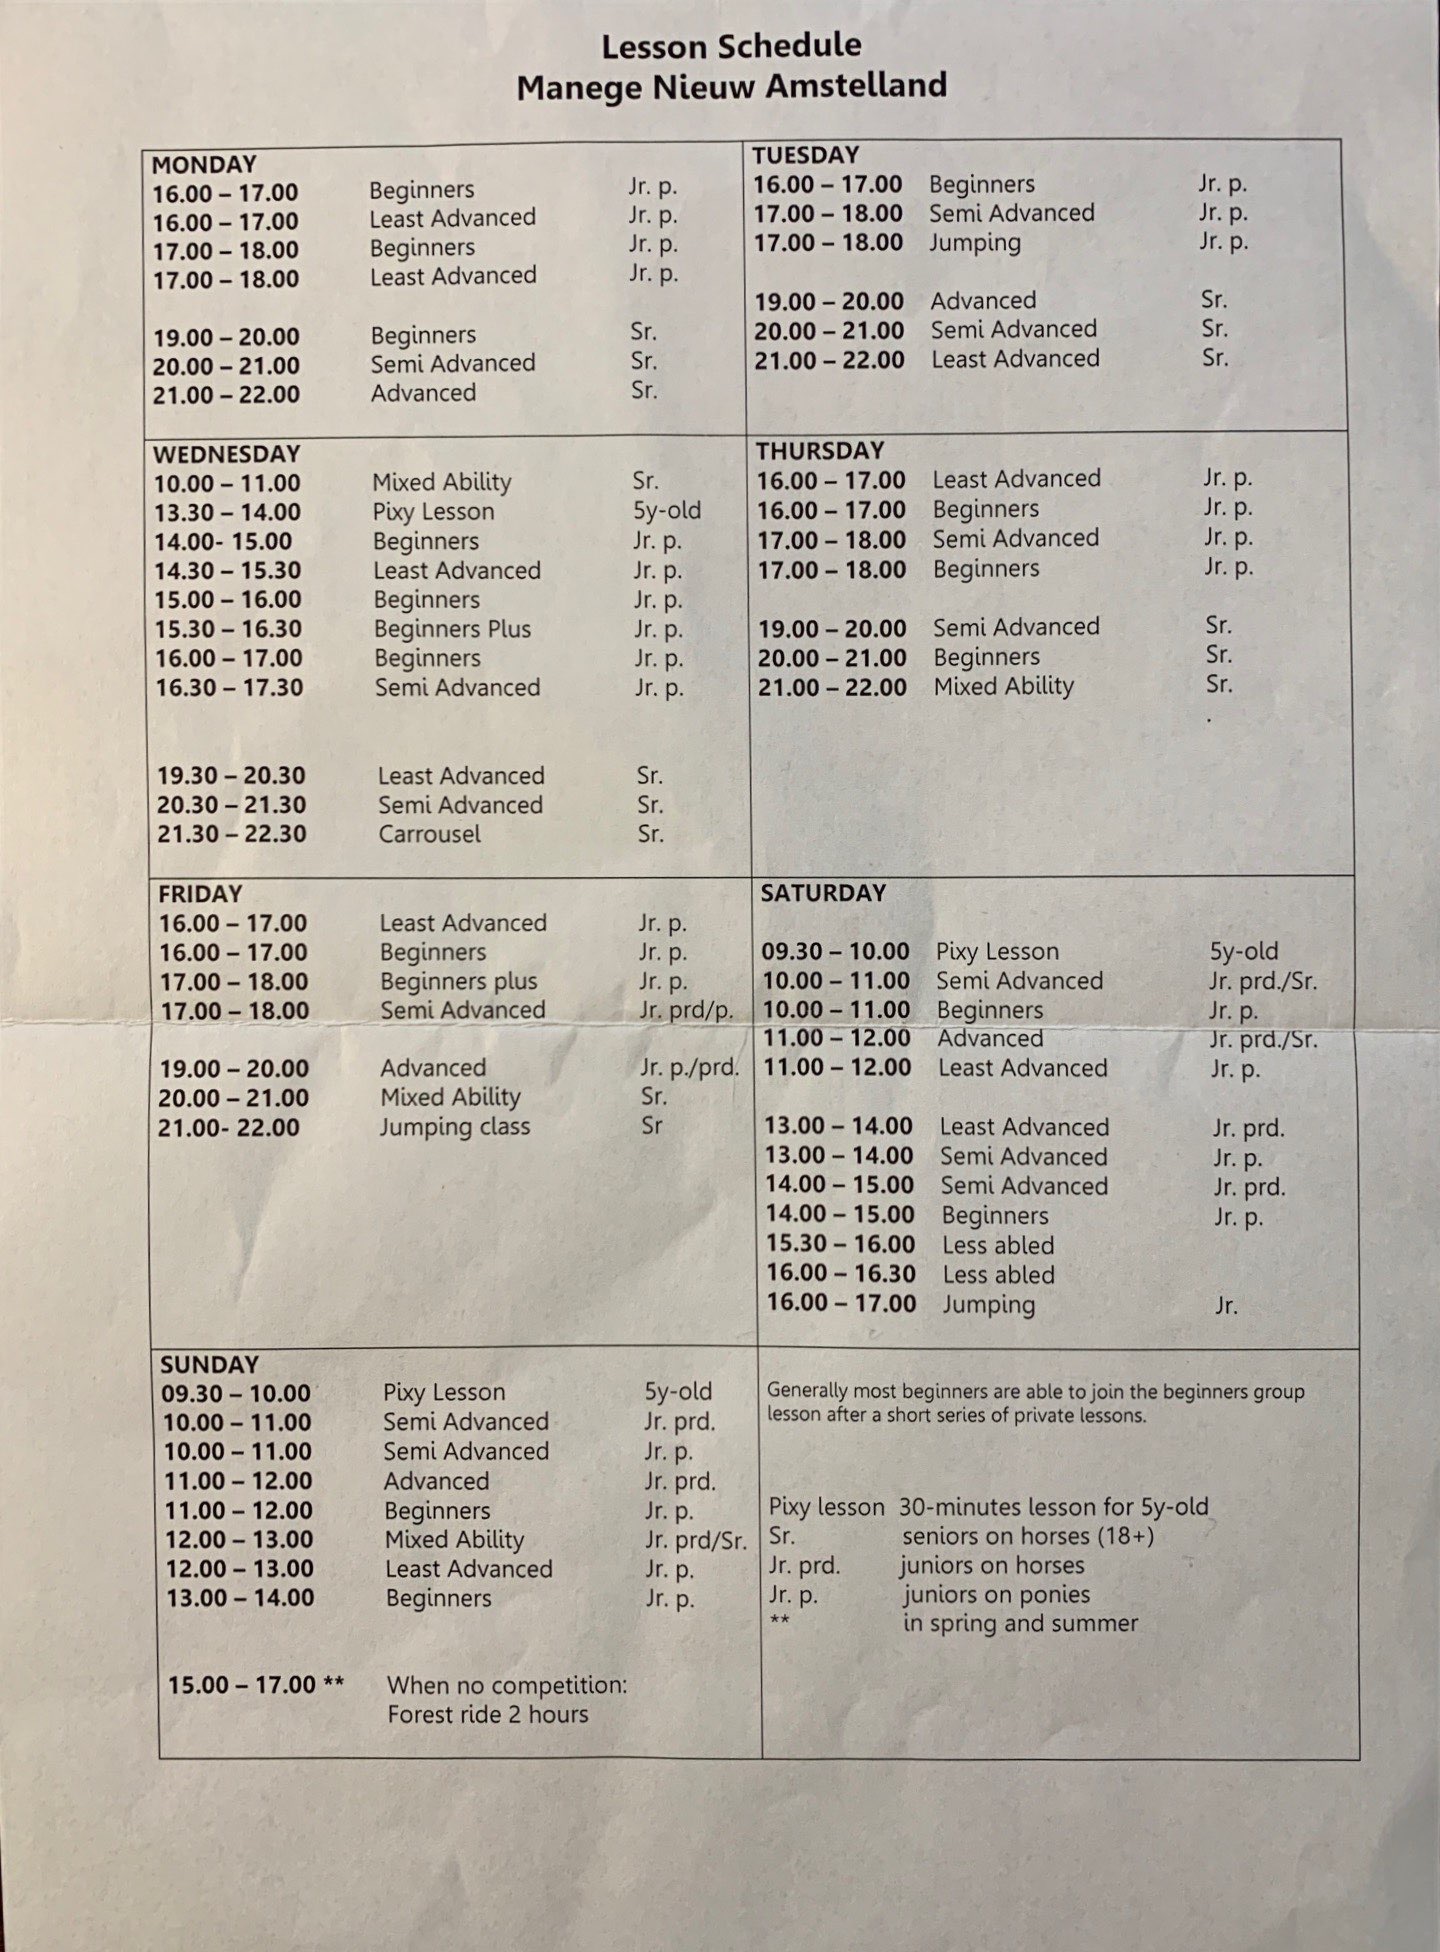 Lesson Schedule
Manege Nieuw Amstelland
MONDAY
16.00 – 17.00 Beginners Jr. p.
16.00 – 17.00 Least Advanced Jr. p.
17.00 – 18.00 Beginners Jr. p.
17.00 – 18.00 Least Advanced Jr. p.
19.00 – 20.00 Beginners Sr.
20.00 – 21.00 Semi Advanced Sr.
21.00 – 22.00 Advanced Sr.
TUESDAY
16.00 – 17.00 Beginners Jr. p.
17.00 – 18.00 Semi Advanced Jr. p.
17.00 – 18.00 Jumping Jr. p.
19.00 – 20.00 Advanced Sr.
20.00 – 21.00 Semi Advanced Sr.
21.00 – 22.00 Least Advanced Sr.
WEDNESDAY
10.00 – 11.00 Mixed Ability Sr.
13.30 – 14.00 Pixy Lesson 5y-old
14.00- 15.00 Beginners Jr. p.
14.30 – 15.30 Least Advanced Jr. p.
15.00 – 16.00 Beginners Jr. p.
15.30 – 16.30 Beginners Plus Jr. p.
16.00 – 17.00 Beginners Jr. p.
16.30 – 17.30 Semi Advanced Jr. p.
19.30 – 20.30 Least Advanced Sr.
20.30 – 21.30 Semi Advanced Sr.
21.30 – 22.30 Carrousel Sr.
THURSDAY
16.00 – 17.00 Least Advanced Jr. p.
16.00 – 17.00 Beginners Jr. p.
17.00 – 18.00 Semi Advanced Jr. p.
17.00 – 18.00 Beginners Jr. p.
19.00 – 20.00 Semi Advanced Sr.
20.00 – 21.00 Beginners Sr.
21.00 – 22.00 Mixed Ability Sr.
.
FRIDAY
16.00 – 17.00 Least Advanced Jr. p.
16.00 – 17.00 Beginners Jr. p.
17.00 – 18.00 Beginners plus Jr. p.
17.00 – 18.00 Semi Advanced Jr. prd/p.
19.00 – 20.00 Advanced Jr. p./prd.
20.00 – 21.00 Mixed Ability Sr.
21.00- 22.00 Jumping class Sr
SATURDAY
09.30 – 10.00 Pixy Lesson 5y-old
10.00 – 11.00 Semi Advanced Jr. prd./Sr.
10.00 – 11.00 Beginners Jr. p.
11.00 – 12.00 Advanced Jr. prd./Sr.
11.00 – 12.00 Least Advanced Jr. p.
13.00 – 14.00 Least Advanced Jr. prd.
13.00 – 14.00 Semi Advanced Jr. p.
14.00 – 15.00 Semi Advanced Jr. prd.
14.00 – 15.00 Beginners Jr. p.
15.30 – 16.00 Less abled
16.00 – 16.30 Less abled
16.00 – 17.00 Jumping Jr.
SUNDAY
09.30 – 10.00 Pixy Lesson 5y-old
10.00 – 11.00 Semi Advanced Jr. prd.
10.00 – 11.00 Semi Advanced Jr. p.
11.00 – 12.00 Advanced Jr. prd.
11.00 – 12.00 Beginners Jr. p.
12.00 – 13.00 Mixed Ability Jr. prd/Sr.
12.00 – 13.00 Least Advanced Jr. p.
13.00 – 14.00 Beginners Jr. p.
15.00 – 17.00 ** When no competition:
Forest ride 2 hours
Generally most beginners are able to join the beginners group
lesson after a short series of private lessons.
Pixy lesson 30-minutes lesson for 5y-old
Sr. seniors on horses (18+)
Jr. prd. juniors on horses
Jr. p. juniors on ponies
** in spring and summer